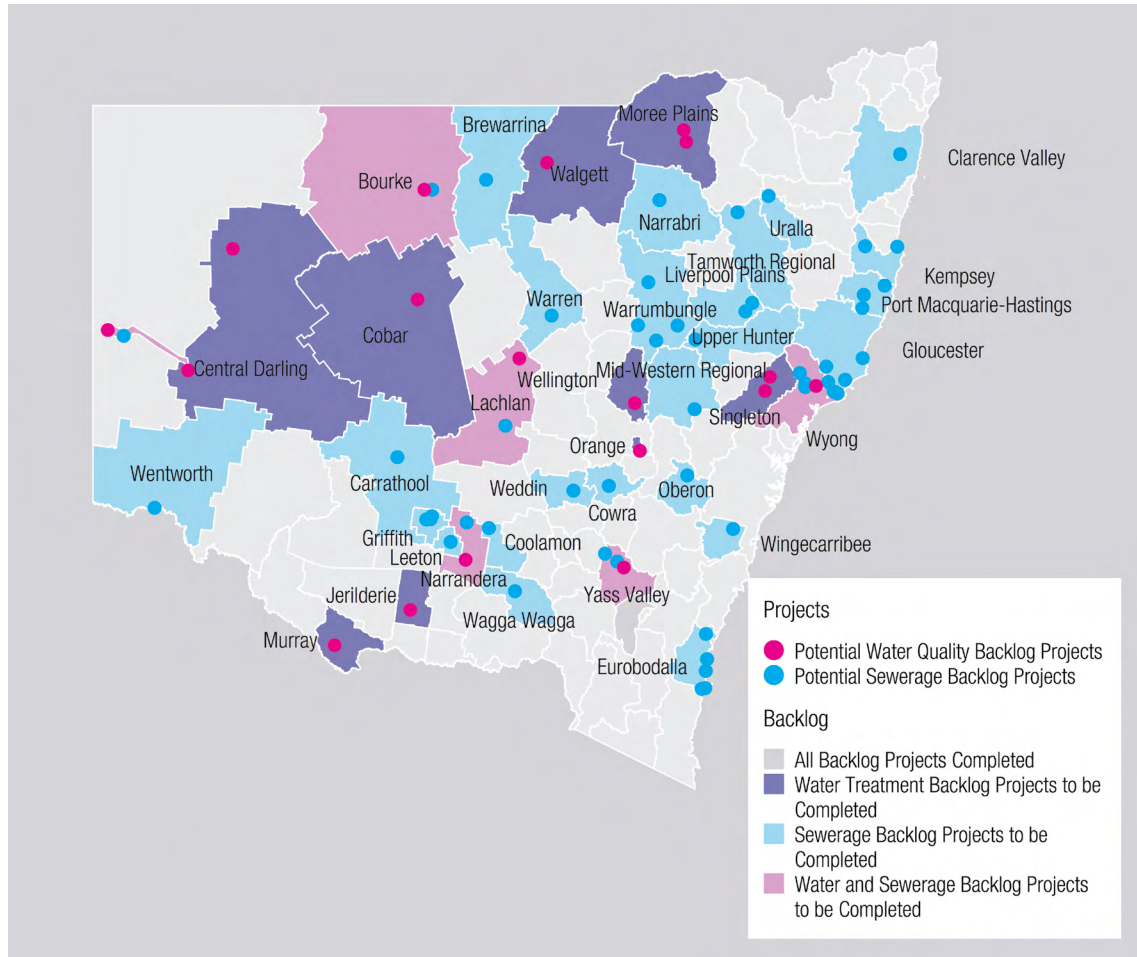 Moree Plains
Brewarrina
Clarence Valley
Walgett
Bourke
Narrabri
Uralla
Tamworth Regional
Liverpool Plains
Kempsey
Warren
Port Macquarie-Hastings
Warrumbungle
Cobar
Upper Hunter
Gloucester
Wellington
Mid-Western Regional
Central Darling
Lachlan
Singleton
Wyong
Orange
Wentworth
Carrathool
Weddin
Oberon
Cowra
Griffith
Coolamon
Wingecarribee
Leeton
Narrandera
Jerilderie
Yass Valley
Wagga Wagga
Murray
Eurobodalla
Projects
Potential Water Quality Backlog Projects
Potential Sewerage Backlog Projects
Backlog
All Backlog Projects Completed
Water Treatment Backlog Projects to be
Completed
Sewerage Backlog Projects to be
Completed
Water and Sewerage Backlog Projects
to be Completed